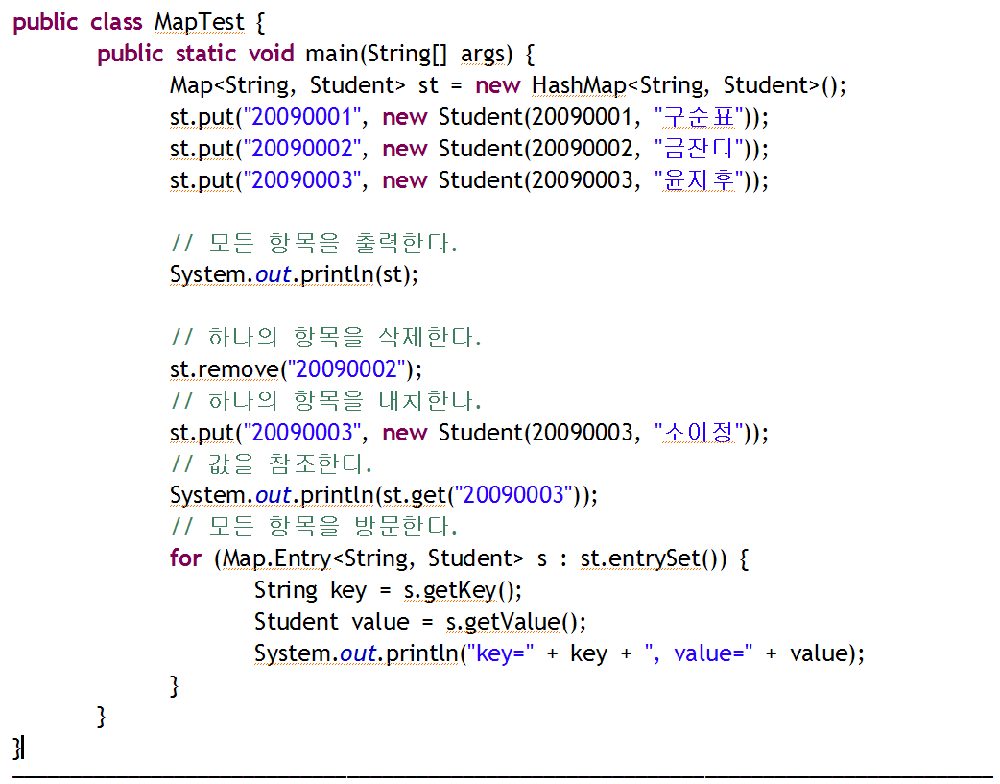 public class MapTest {
public static void main(String[] args) {
Map<String, Student> st = new HashMap<String, Student>();
st.put("20090001", new Student(20090001, "구준표"));
st.put("20090002", new Student(20090002, "금잔디"));
st.put("20090003", new Student(20090003, "윤지후"));
// 모든 항목을 출력한다.
System.out.println(st);
// 하나의 항목을 삭제한다.
st.remove("20090002");
// 하나의 항목을 대치한다.
st.put("20090003", new Student(20090003, "소이정"));
// 값을 참조한다.
System.out.println(st.get("20090003"));
// 모든 항목을 방문한다.
for (Map.Entry<String, Student> s : st.entrySet()) {
String key = s.getKey();
Student value = s.getValue();
System.out.println("key=" + key + ", value=" + value);
}
}
}